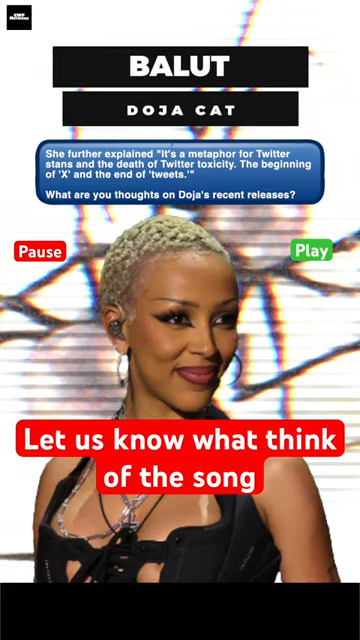 BALUT
DOJA CAT
She further explained "It's a metaphor for Twitter
stans and the death of Twitter toxicity. The beginning
of 'X' and the end of 'tweets.'"
What are you thoughts on Doja's recent releases?
Pause
Play
Let us know what think
of the song